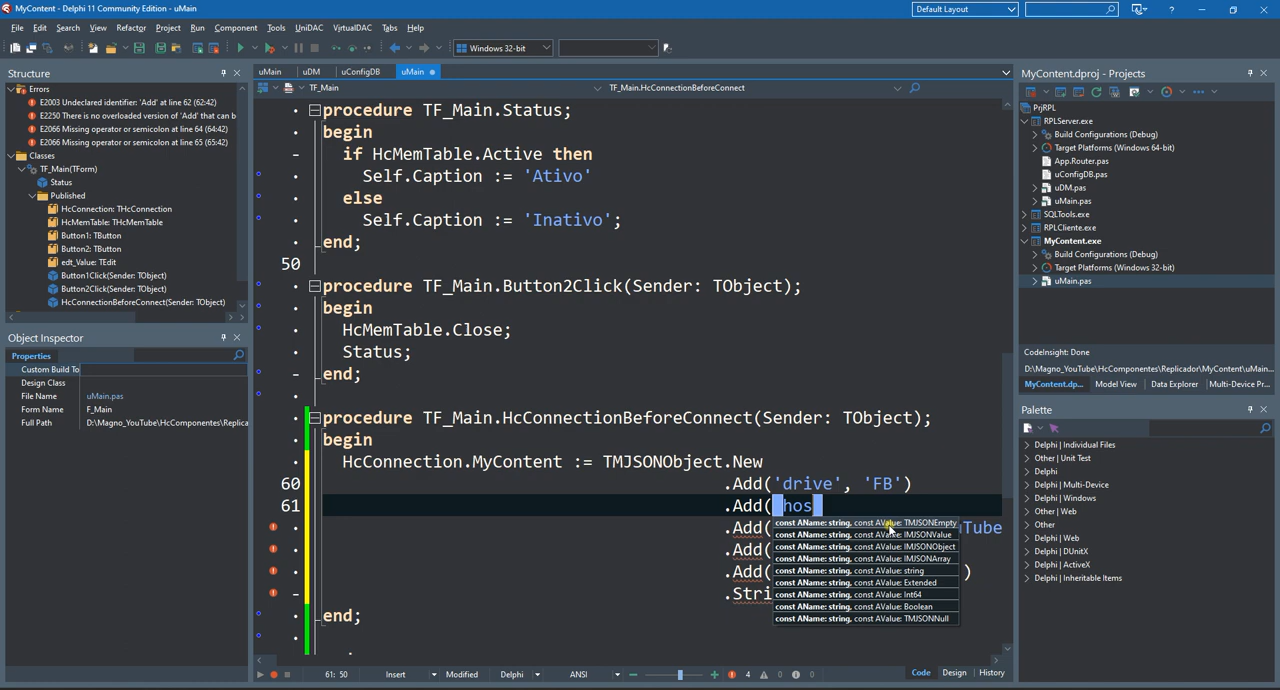 MyContent - Delphi 11 Community Edition - uMain
Default Layout
File Edit Search View Refactor Project Run Component Tools UniDAC VirtualDAC Tabs Help
Windows 32-bit
Structure
Errors
E2003 Undeclared identifier: 'Add' at line 62 (62:42)
E2250 There is no overloaded version of 'Add' that can b
E2066 Missing operator or semicolon at line 64 (64:42)
E2066 Missing operator or semicolon at line 65 (65:42)
Classes
TF_Main(TForm)
Status
Published
HcConnection: THcConnection
HcMemTable: THcMemTable
Button1: TButton
Button2: TButton
edt_Value: TEdit
Button1Click(Sender: TObject)
Button2Click(Sender: TObject)
HcConnectionBeforeConnect(Sender: TObject)
Object Inspector
Properties
Custom Build To
Design Class
File Name uMain.pas
Form Name F_Main
Full Path D:\Magno_YouTube\HcComponentes\Replica
uMain uDM uConfigDB uMain
TF_Main TF_Main.HcConnectionBeforeConnect
procedure TF_Main.Status;
begin
if HcMemTable.Active then
Self.Caption := 'Ativo'
else
Self.Caption := 'Inativo';
end;
50
procedure TF_Main.Button2Click(Sender: TObject);
begin
HcMemTable.Close;
Status;
end;
procedure TF_Main.HcConnectionBeforeConnect(Sender: TObject);
begin
HcConnection.MyContent := TMJSONObject.New
60 .Add('drive', 'FB')
61 .Add('hos
.Add( uTube
.Add(
.Add( )
.Stri
end;
const AName: string, const AValue: TMJSONEmpty
const AName: string, const AValue: IMJSONValue
const AName: string, const AValue: IMJSONObject
const AName: string, const AValue: IMJSONArray
const AName: string, const AValue: string
const AName: string, const AValue: Extended
const AName: string, const AValue: Int64
const AName: string, const AValue: Boolean
const AName: string, const AValue: TMJSONNull
61: 50 Insert Modified Delphi ANSI 4 0 0 Code Design History
MyContent.dproj - Projects
PrjRPL
RPLServer.exe
Build Configurations (Debug)
Target Platforms (Windows 64-bit)
App.Router.pas
uConfigDB.pas
uDM.pas
uMain.pas
SQLTools.exe
RPLCliente.exe
MyContent.exe
Build Configurations (Debug)
Target Platforms (Windows 32-bit)
uMain.pas
CodeInsight: Done
D:\Magno_YouTube\HcComponentes\Replicador\MyContent\uMain...
MyContent.dp... Model View Data Explorer Multi-Device Pr...
Palette
Delphi | Individual Files
Other | Unit Test
Delphi
Delphi | Multi-Device
Delphi | Windows
Other
Other | Web
Delphi | Web
Delphi | DUnitX
Delphi | ActiveX
Delphi | Inheritable Items